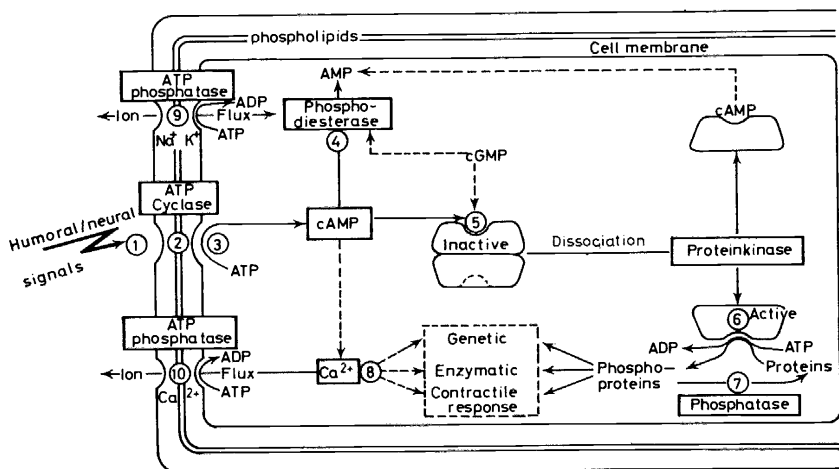 phospholipids
Cell membrane
ATP
phosphatase
AMP
ADP
Phospho-
diesterase
cAMP
Ion
9
Flux
ATP
Na+ K+
4
cGMP
ATP
Cyclase
Humoral/neural
signals
1
2
3
cAMP
5
Inactive
Dissociation
Proteinkinase
ATP
ATP
phosphatase
6
Active
Genetic
ADP
ATP
ADP
Ion
10
Flux
Ca2+
8
Enzymatic
Phospho-
proteins
Proteins
ATP
Ca2+
Contractile
response
7
Phosphatase